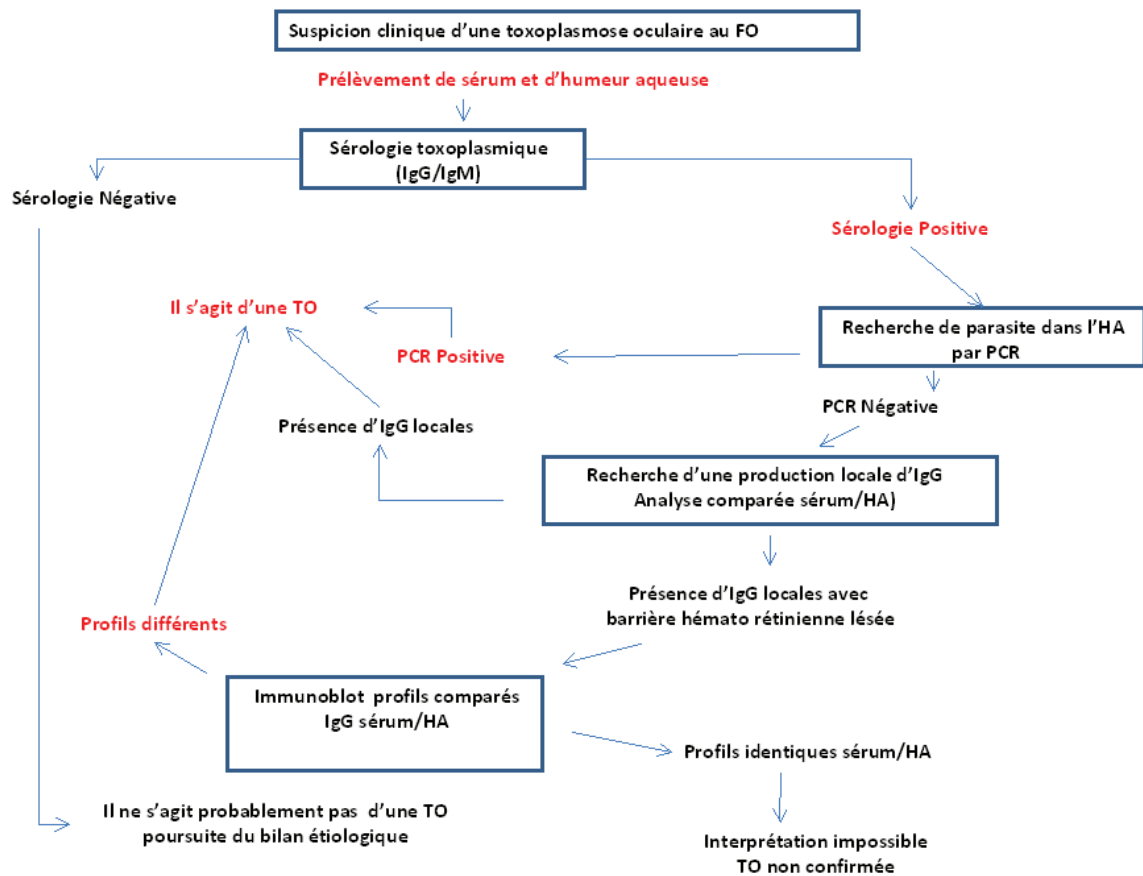 Suspicion clinique d'une toxoplasmose oculaire au FO
Prélèvement de sérum et d'humeur aqueuse
Sérologie toxoplasmique
(IgG/IgM)
Sérologie Négative
Sérologie Positive
Il s'agit d'une TO
Recherche de parasite dans l'HA
par PCR
PCR Positive
PCR Négative
Présence d'IgG locales
Recherche d'une production locale d'IgG
Analyse comparée sérum/HA)
Présence d'IgG locales avec
barrière hémato rétinienne lésée
Profils différents
Immunoblot profils comparés
IgG sérum/HA
Profils identiques sérum/HA
Il ne s'agit probablement pas d'une TO
poursuite du bilan étiologique
Interprétation impossible
TO non confirmée